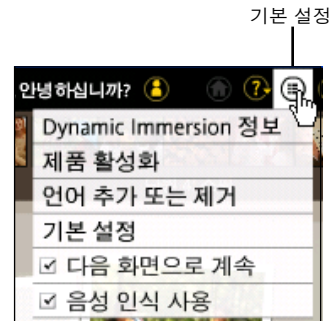 기본 설정
안녕하십니까?
Dynamic Immersion 정보
제품 활성화
언어 추가 또는 제거
기본 설정
다음 화면으로 계속
음성 인식 사용